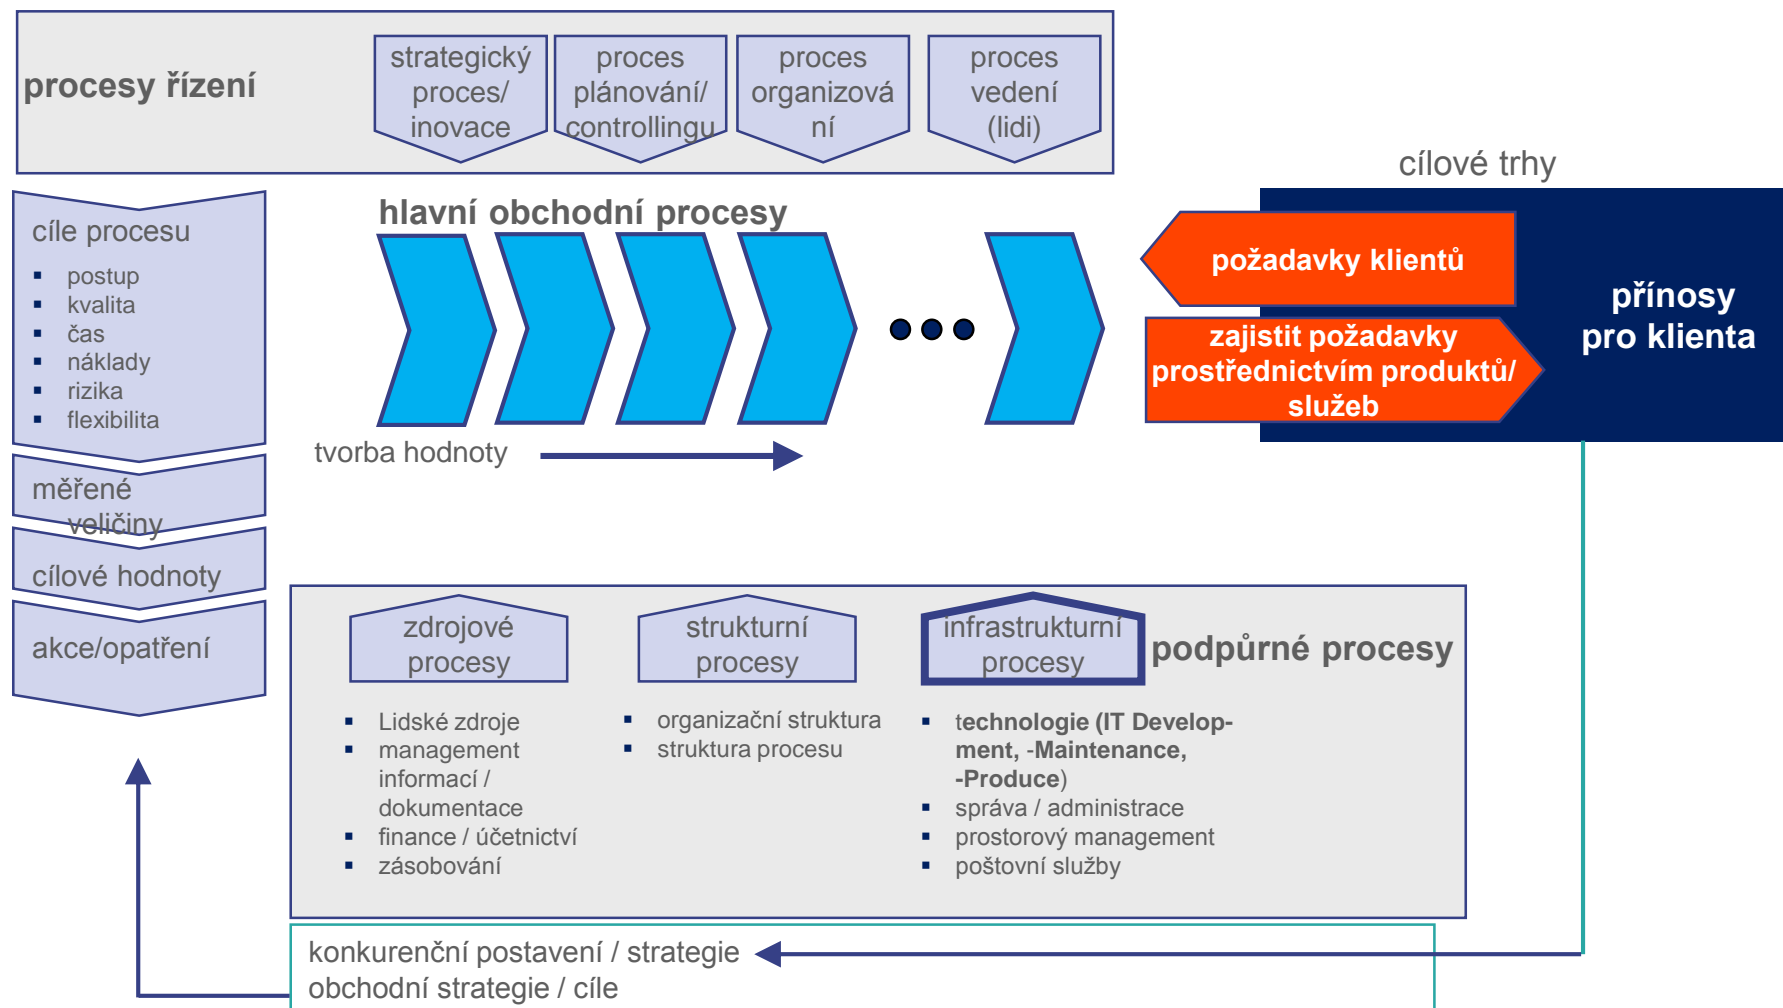 procesy řízení
strategický
proces/
inovace
proces
plánování/
controllingu
proces
organizová
ní
proces
vedení
(lidi)
cílové trhy
cíle procesu
postup
kvalita
čas
náklady
rizika
flexibilita
měřené
veličiny
cílové hodnoty
akce/opatření
hlavní obchodní procesy
tvorba hodnoty
požadavky klientů
zajistit požadavky
prostřednictvím produktů/
služeb
přínosy
pro klienta
zdrojové
procesy
Lidské zdroje
management
informací /
dokumentace
finance / účetnictví
zásobování
strukturní
procesy
organizační struktura
struktura procesu
infrastrukturní
procesy
technologie (IT Develop-
ment, -Maintenance,
-Produce)
správa / administrace
prostorový management
poštovní služby
podpůrné procesy
konkurenční postavení / strategie
obchodní strategie / cíle